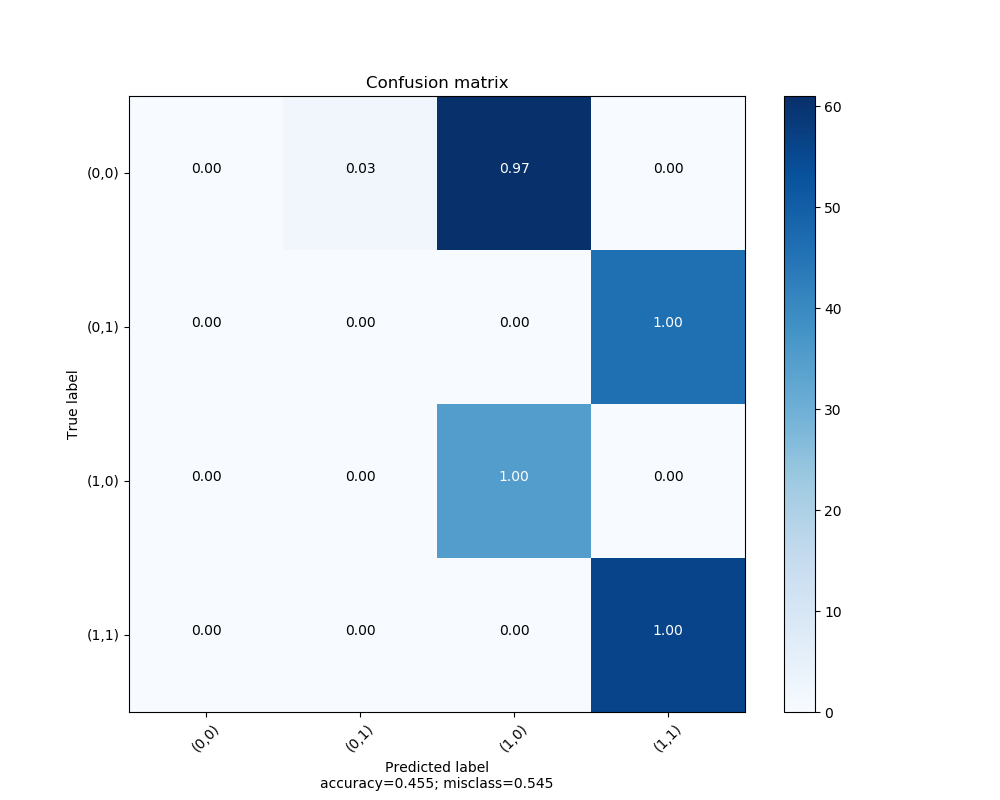 Confusion matrix
(0,0) 0.00 0.03 0.97 0.00
(0,1) 0.00 0.00 0.00 1.00
(1,0) 0.00 0.00 1.00 0.00
(1,1) 0.00 0.00 0.00 1.00
True label
(0,0) (0,1) (1,0) (1,1)
Predicted label
accuracy=0.455; misclass=0.545
60
50
40
30
20
10
0